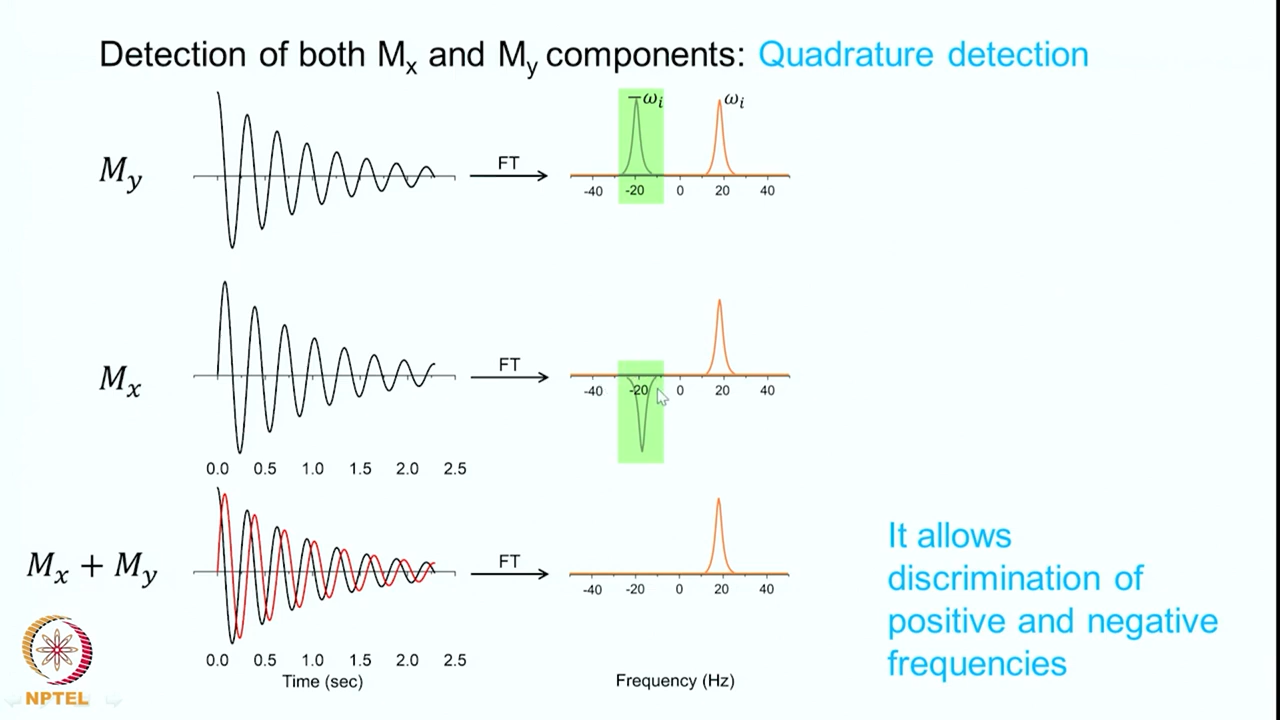 Detection of both Mx and My components: Quadrature detection
My
FT
−ωi
ωi
-40 -20 0 20 40
Mx
FT
-40 -20 0 20 40
0.0 0.5 1.0 1.5 2.0 2.5
Mx + My
FT
-40 -20 0 20 40
0.0 0.5 1.0 1.5 2.0 2.5
Time (sec)
Frequency (Hz)
It allows
discrimination of
positive and negative
frequencies
NPTEL